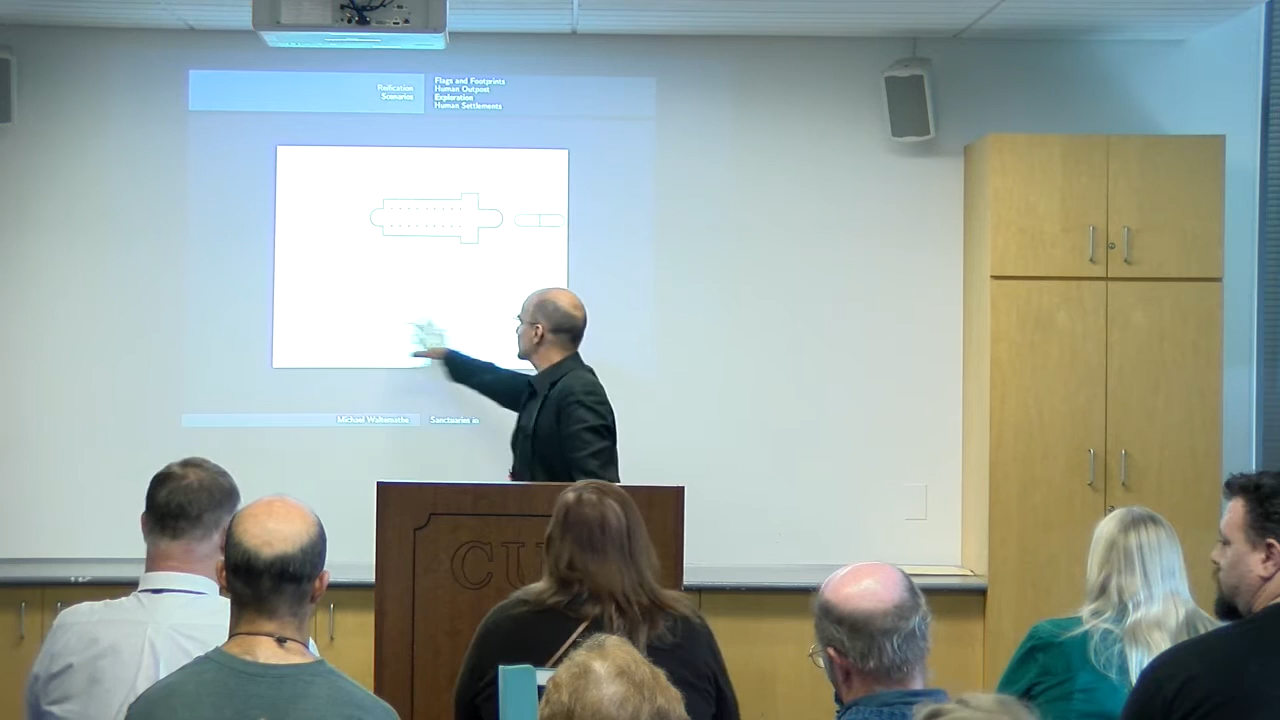 Reification
Scenarios
Flags and Footprints
Human Outpost
Exploration
Human Settlements
Michael Waltemathe
Sanctuaries in
CU